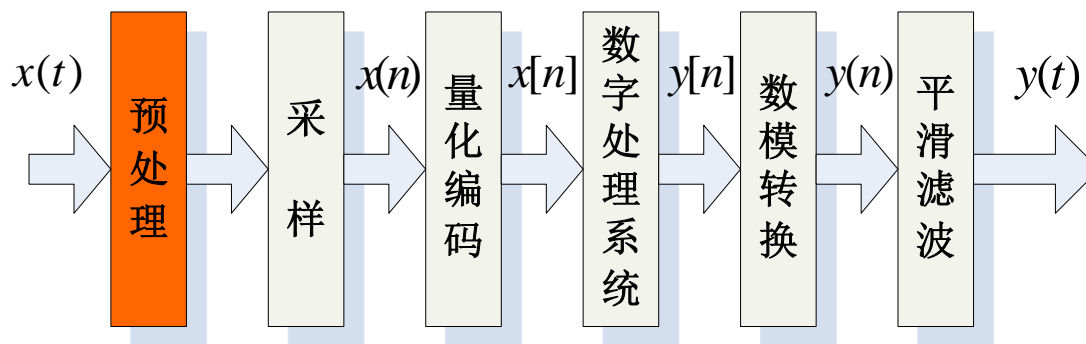 x(t)
预处理
采样
x(n)
量化编码
x[n]
数字处理系统
y[n]
数模转换
y(n)
平滑滤波
y(t)